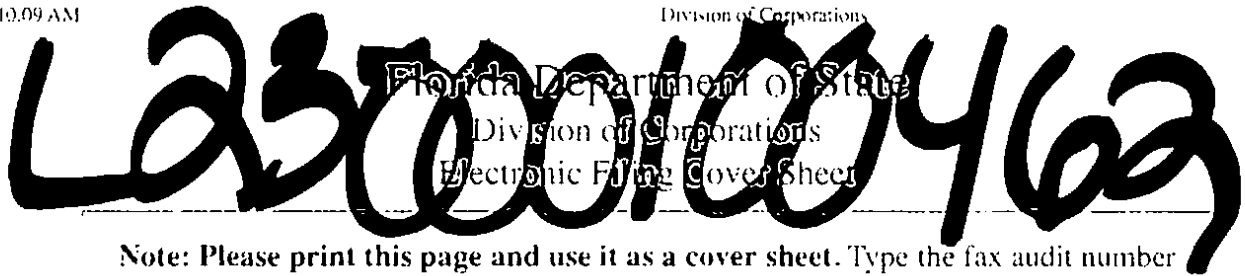 10.09 AM Division of Corporations
L23000100462
Florida Department of State
Division of Corporations
Electronic Filing Cover Sheet
Note: Please print this page and use it as a cover sheet. Type the fax audit number